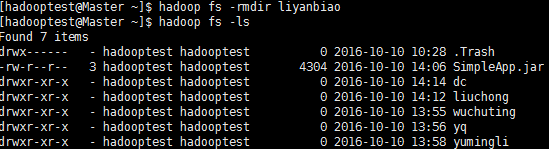 [hadooptest@Master ~]$ hadoop fs -rmdir liyanbiao
[hadooptest@Master ~]$ hadoop fs -ls
Found 7 items
drwx------   - hadooptest hadooptest          0 2016-10-10 10:28 .Trash
-rw-r--r--   3 hadooptest hadooptest       4304 2016-10-10 14:06 SimpleApp.jar
drwxr-xr-x   - hadooptest hadooptest          0 2016-10-10 14:14 dc
drwxr-xr-x   - hadooptest hadooptest          0 2016-10-10 14:12 liuchong
drwxr-xr-x   - hadooptest hadooptest          0 2016-10-10 13:55 wuchuting
drwxr-xr-x   - hadooptest hadooptest          0 2016-10-10 13:56 yq
drwxr-xr-x   - hadooptest hadooptest          0 2016-10-10 13:58 yumingli